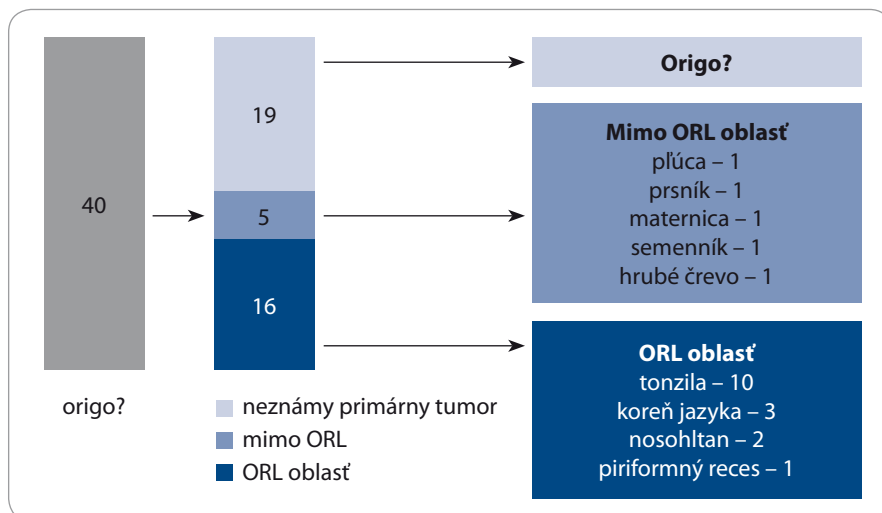 40
origo?
19
5
16
neznámy primárny tumor
mimo ORL
ORL oblasť
Origo?
Mimo ORL oblasť
pľúca – 1
prsník – 1
maternica – 1
semenník – 1
hrubé črevo – 1
ORL oblasť
tonzila – 10
koreň jazyka – 3
nosohltan – 2
piriformný reces – 1